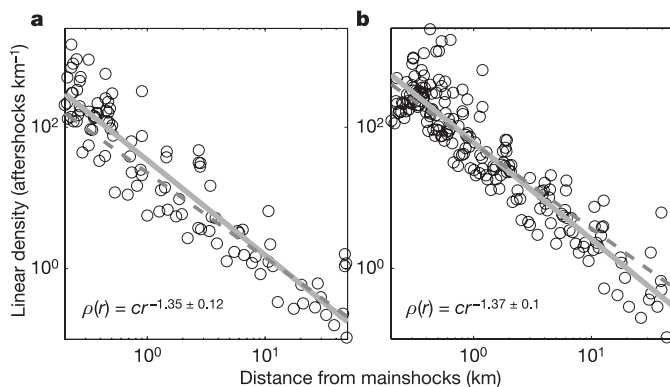 a
b
Linear density (aftershocks km⁻¹)
10²
10⁰
ρ(r) = cr⁻¹·³⁵ ± ⁰·¹²
10⁰
10¹
10²
10⁰
ρ(r) = cr⁻¹·³⁷ ± ⁰·¹
10⁰
10¹
Distance from mainshocks (km)